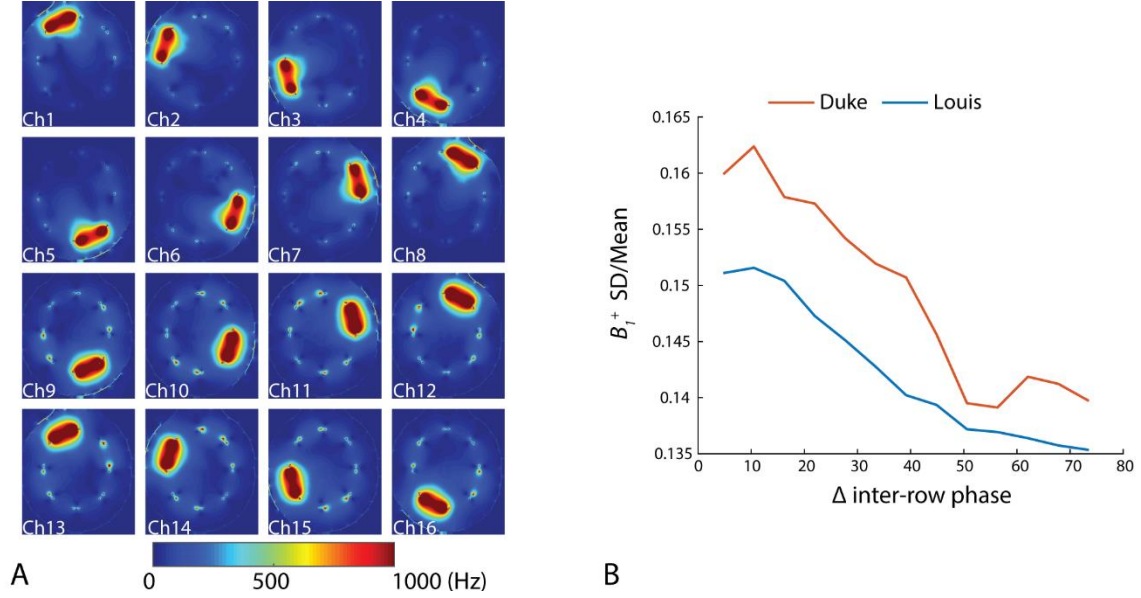 Ch1 Ch2 Ch3 Ch4
Ch5 Ch6 Ch7 Ch8
Ch9 Ch10 Ch11 Ch12
Ch13 Ch14 Ch15 Ch16
0 500 1000 (Hz)
A
Duke Louis
0.165
0.16
0.155
0.15
0.145
0.14
0.135
B₁⁺ SD/Mean
0 10 20 30 40 50 60 70 80
Δ inter-row phase
B